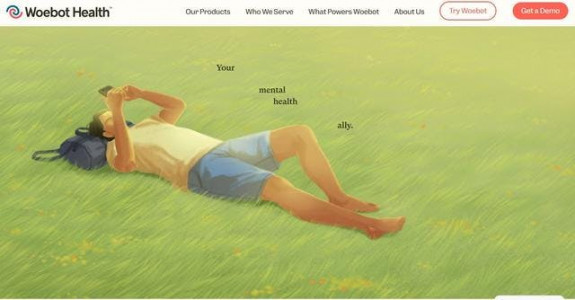 Woebot Health™
Our Products Who We Serve What Powers Woebot About Us Try Woebot Get a Demo
Your
mental
health
ally.